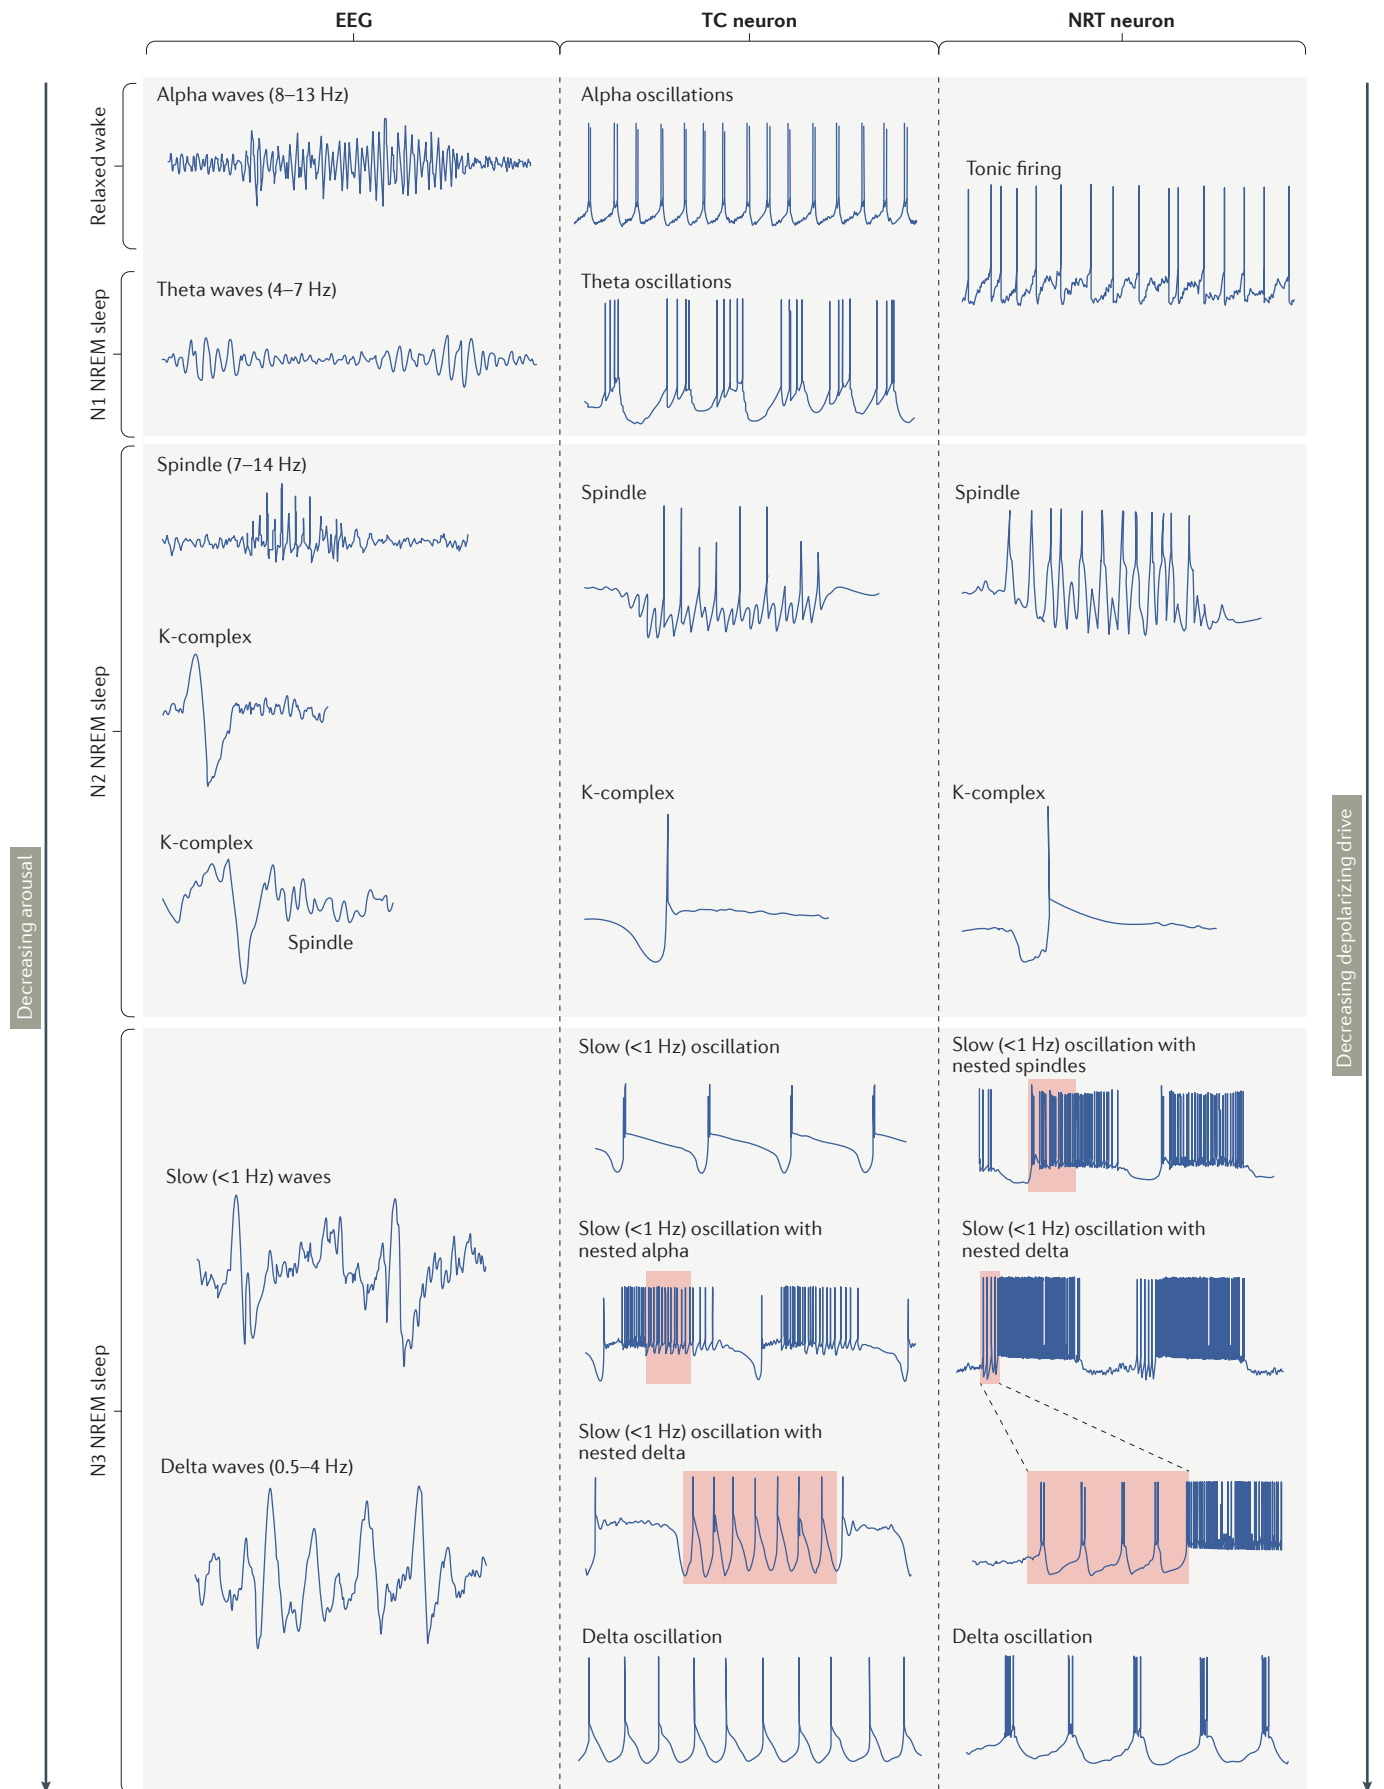 EEG
TC neuron
NRT neuron
Decreasing arousal
Decreasing depolarizing drive
Relaxed wake
Alpha waves (8–13 Hz)
Alpha oscillations
Tonic firing
N1 NREM sleep
Theta waves (4–7 Hz)
Theta oscillations
N2 NREM sleep
Spindle (7–14 Hz)
Spindle
Spindle
K-complex
K-complex
Spindle
K-complex
K-complex
N3 NREM sleep
Slow (<1 Hz) waves
Delta waves (0.5–4 Hz)
Slow (<1 Hz) oscillation
Slow (<1 Hz) oscillation with
nested alpha
Slow (<1 Hz) oscillation with
nested delta
Delta oscillation
Slow (<1 Hz) oscillation with
nested spindles
Slow (<1 Hz) oscillation with
nested delta
Delta oscillation